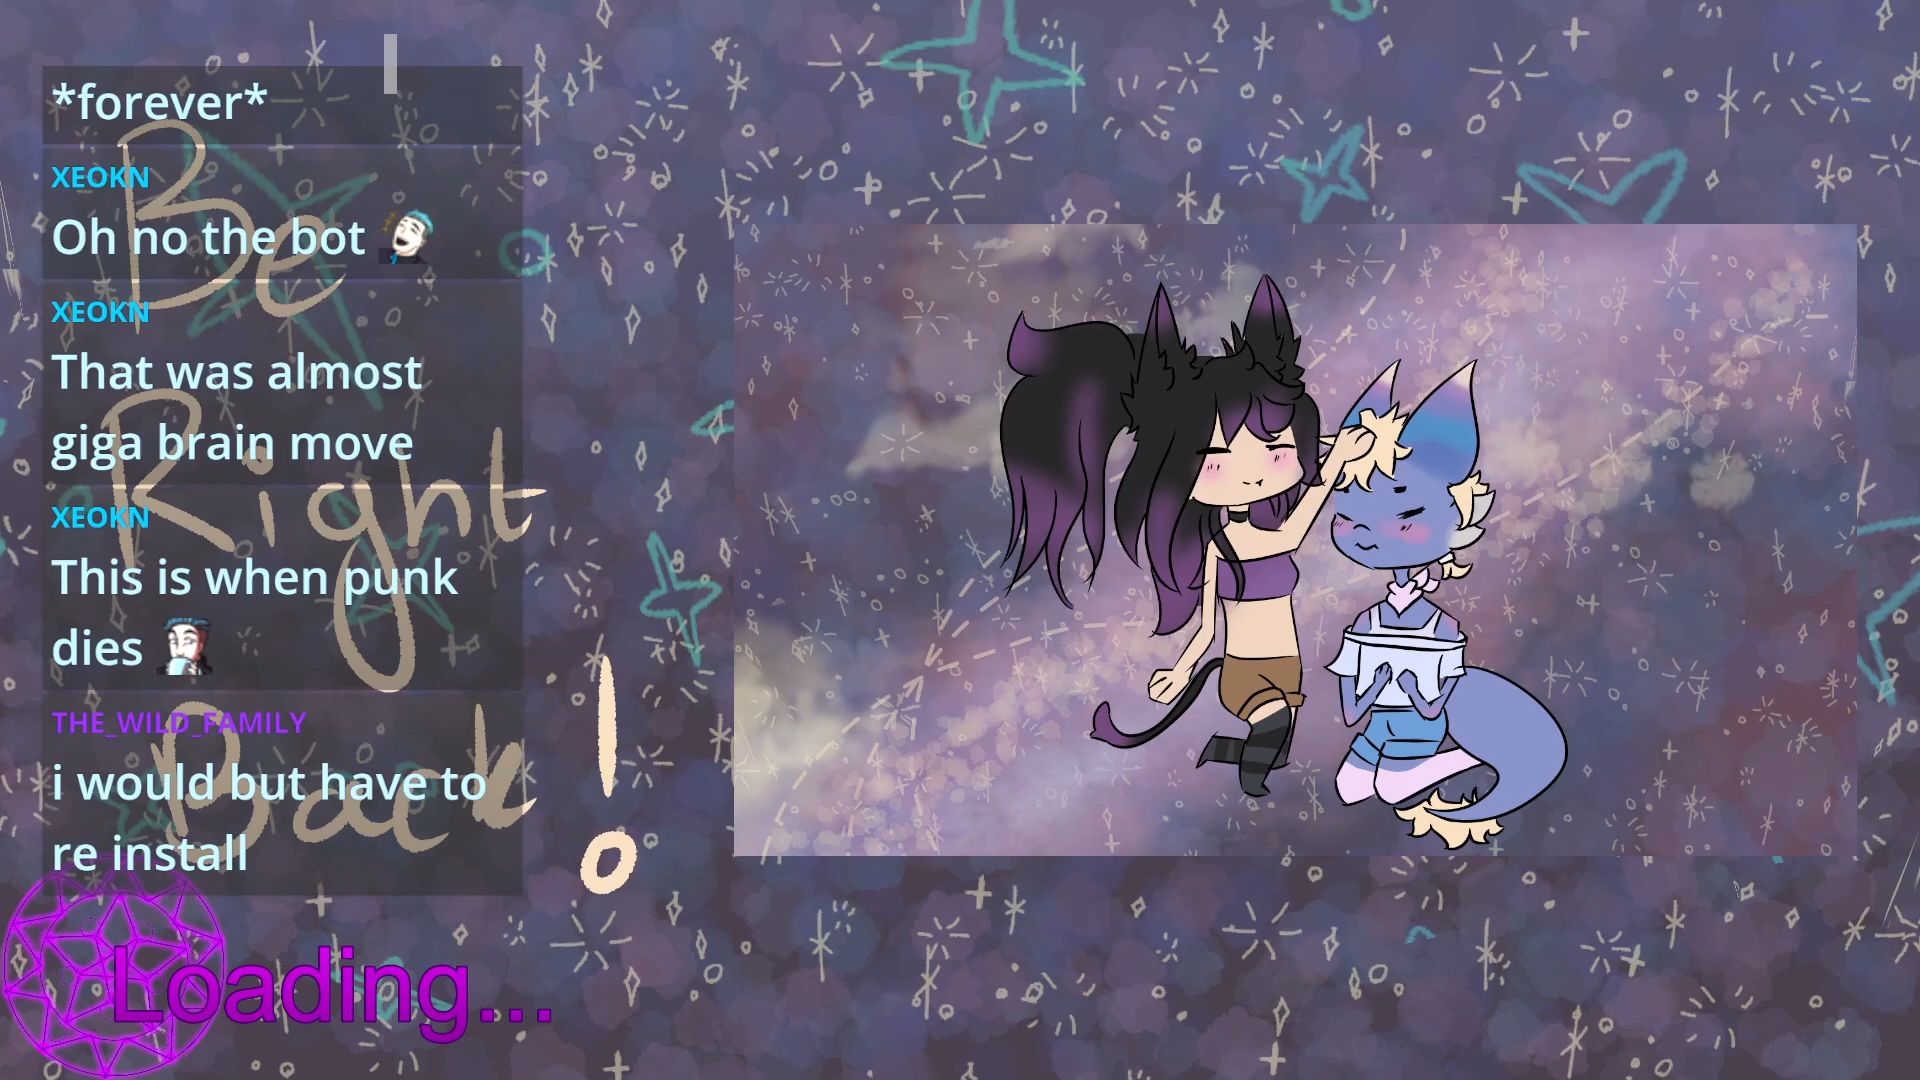 *forever*
XEOKN
Oh no the bot
XEOKN
That was almost
giga brain move
XEOKN
This is when punk
dies
THE_WILD_FAMILY
i would but have to
re install
Be
Right
Back!
Loading...